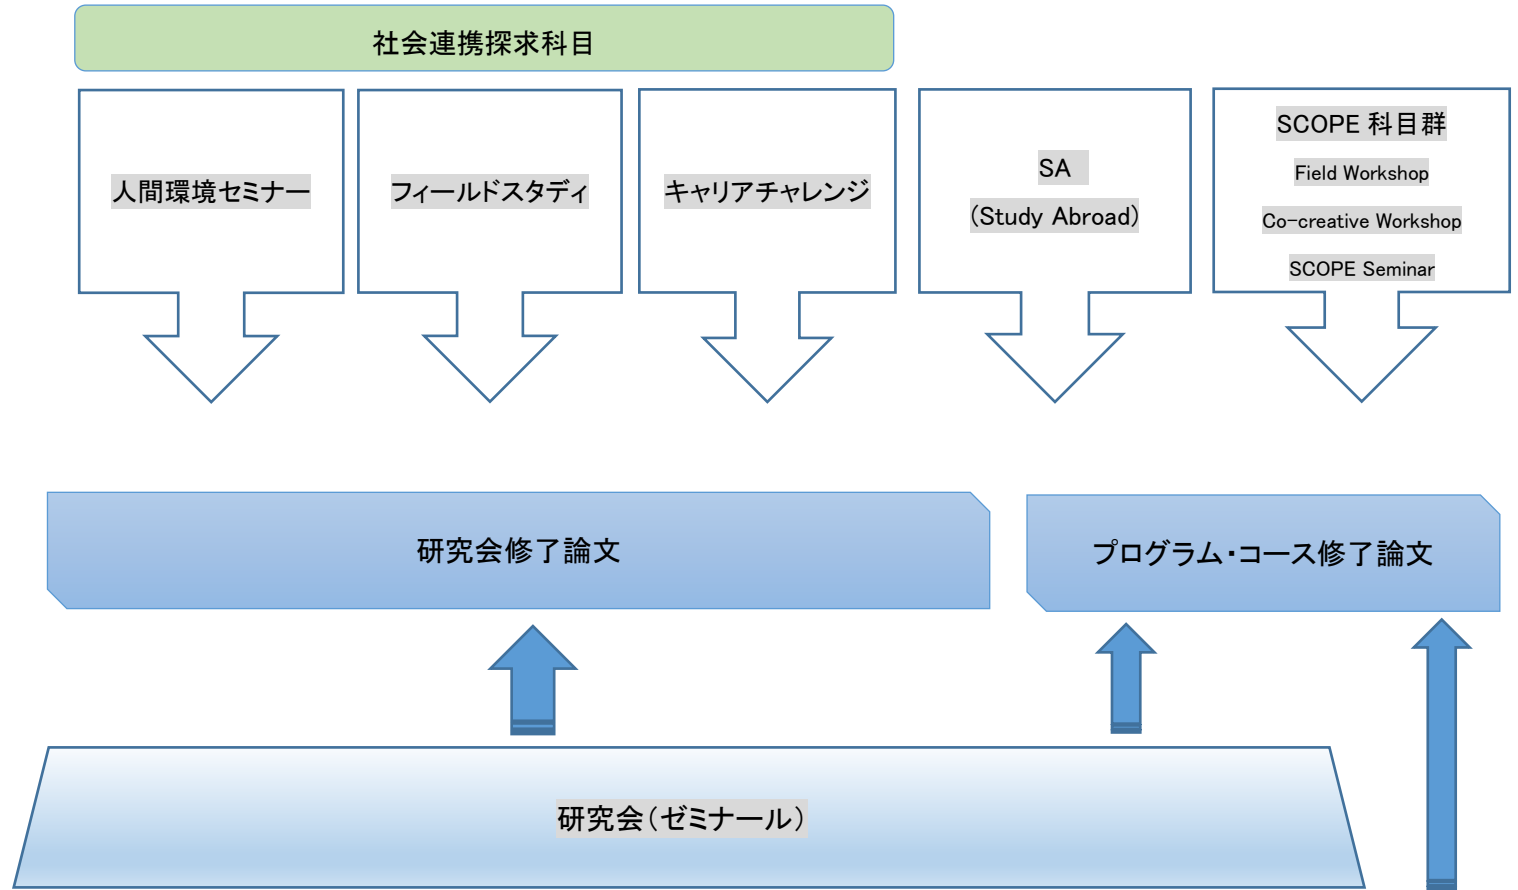 社会連携探求科目
人間環境セミナー
フィールドスタディ
キャリアチャレンジ
SA
（Study Abroad）
SCOPE 科目群
Field Workshop
Co-creative Workshop
SCOPE Seminar
研究会修了論文
プログラム・コース修了論文
研究会（ゼミナール）